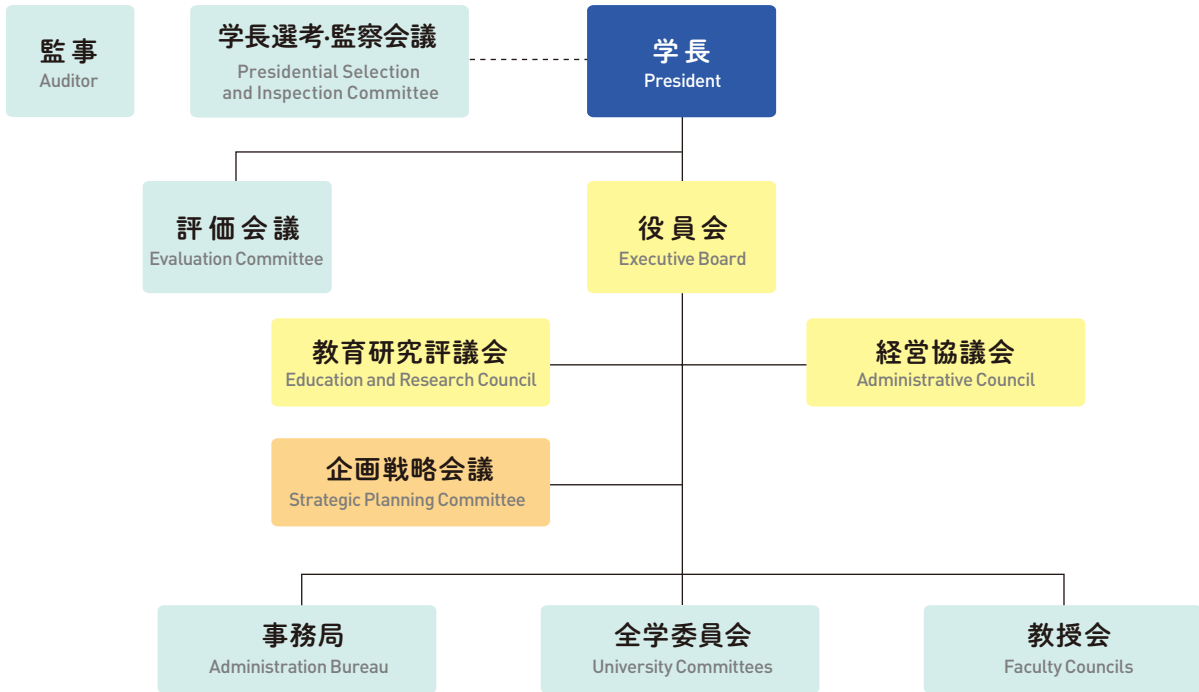 監事
Auditor
学長選考・監察会議
Presidential Selection
and Inspection Committee
学長
President
評価会議
Evaluation Committee
役員会
Executive Board
教育研究評議会
Education and Research Council
経営協議会
Administrative Council
企画戦略会議
Strategic Planning Committee
事務局
Administration Bureau
全学委員会
University Committees
教授会
Faculty Councils